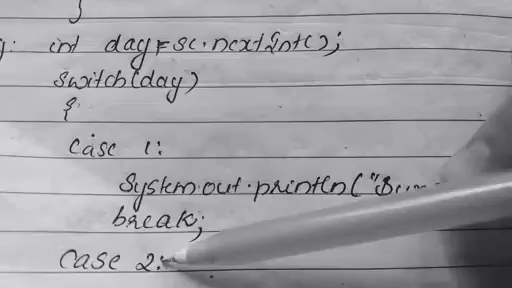 }
int day = sc.nextInt();
switch(day)
{
case 1:
System.out.println("
break;
case 2: